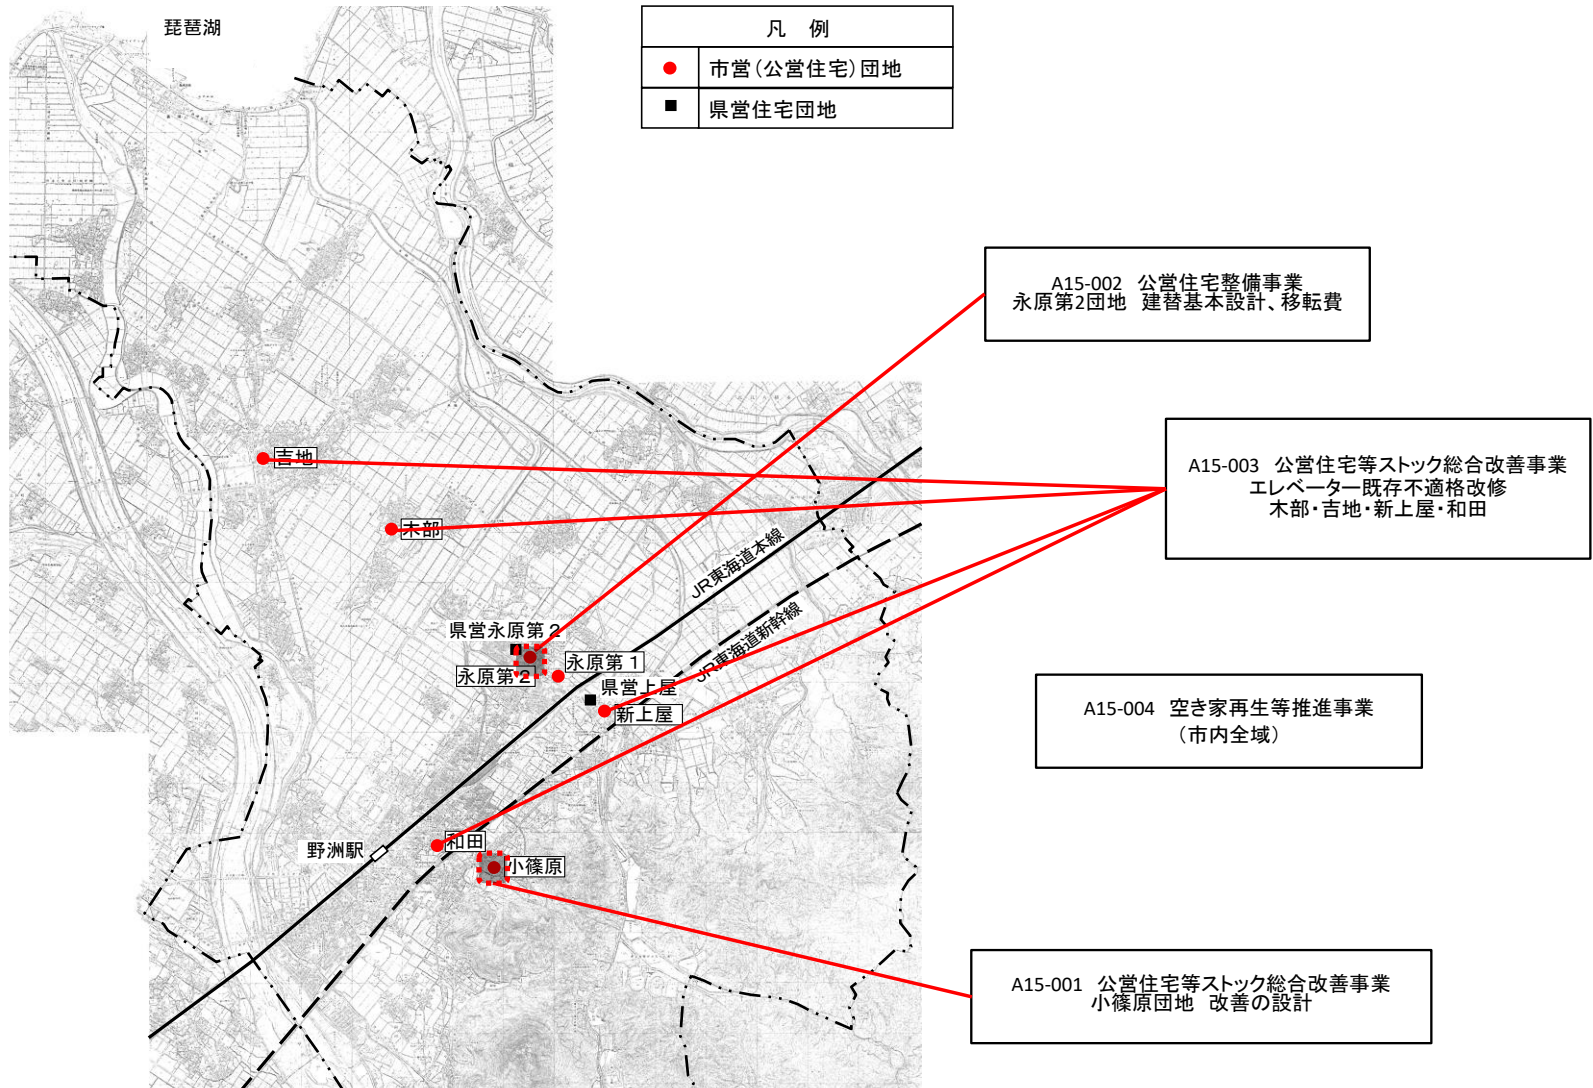 琵琶湖
凡　例
市営(公営住宅)団地
県営住宅団地
A15-002　公営住宅整備事業
永原第2団地　建替基本設計、移転費
A15-003　公営住宅等ストック総合改善事業
エレベーター既存不適格改修
木部・吉地・新上屋・和田
吉地
木部
JR東海道本線
JR東海道新幹線
県営永原第２
永原第２
永原第１
県営上屋
新上屋
A15-004　空き家再生等推進事業
（市内全域）
野洲駅
和田
小篠原
A15-001　公営住宅等ストック総合改善事業
小篠原団地　改善の設計